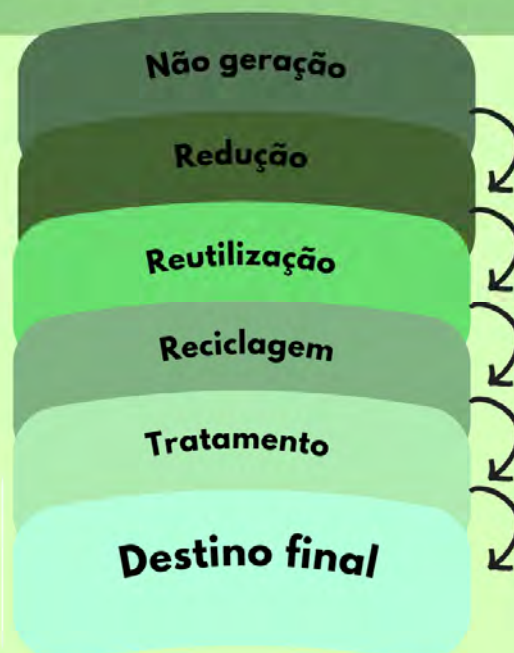 Não geração
Redução
Reutilização
Reciclagem
Tratamento
Destino final